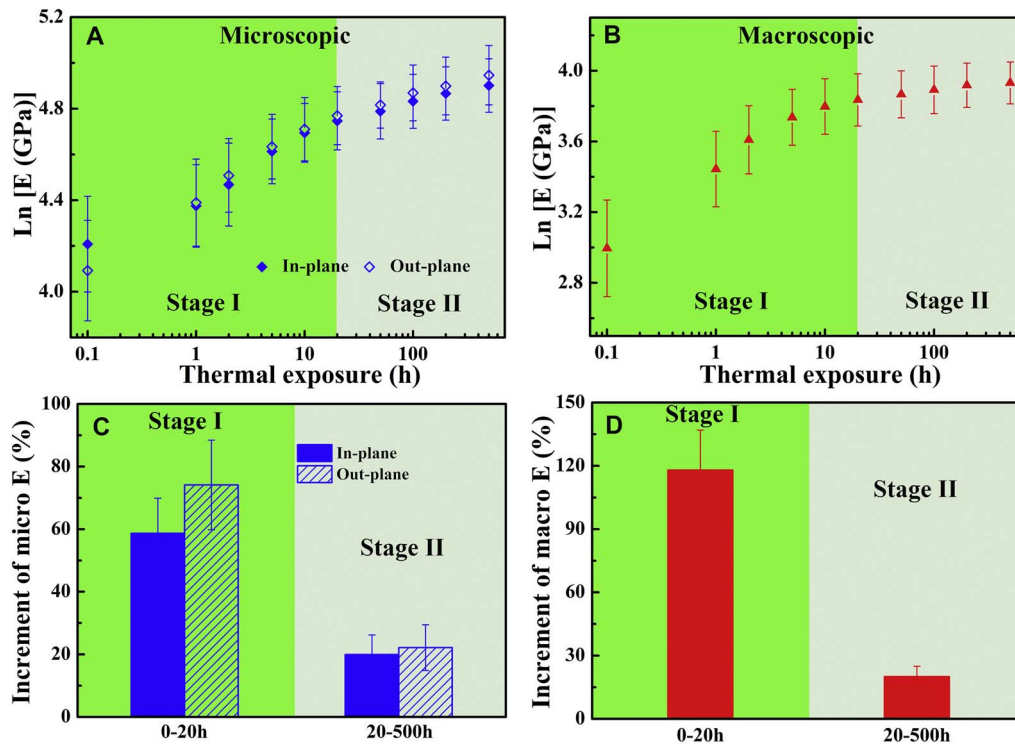 A
Microscopic
Ln [E (GPa)]
5.2
4.8
4.4
4.0
In-plane
Out-plane
Stage I
Stage II
0.1
1
10
100
Thermal exposure (h)
B
Macroscopic
Ln [E (GPa)]
4.0
3.6
3.2
2.8
Stage I
Stage II
0.1
1
10
100
Thermal exposure (h)
C
Stage I
Increment of micro E (%)
100
80
60
40
20
0
In-plane
Out-plane
Stage II
0-20h
20-500h
D
Stage I
Increment of macro E (%)
150
120
90
60
30
0
Stage II
0-20h
20-500h